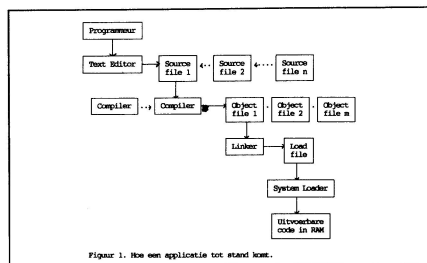 Programmeur
Text Editor
Source
file 1
Source
file 2
Source
file n
Compiler
Compiler
Object
file 1
Object
file 2
Object
file m
Linker
Load
file
System Loader
Uitvoerbare
code in RAM
Figuur 1. Hoe een applicatie tot stand komt.